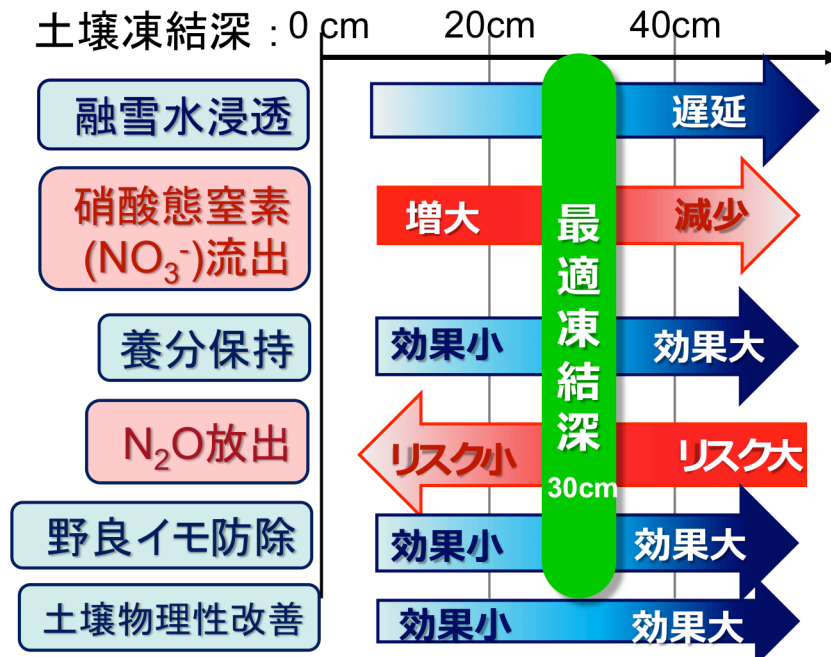 土壌凍結深：0 cm 20cm 40cm
融雪水浸透
遅延
硝酸態窒素
(NO₃⁻)流出
増大
減少
養分保持
効果小
効果大
N₂O放出
リスク小
リスク大
野良イモ防除
効果小
効果大
土壌物理性改善
効果小
効果大
最適凍結深
30cm